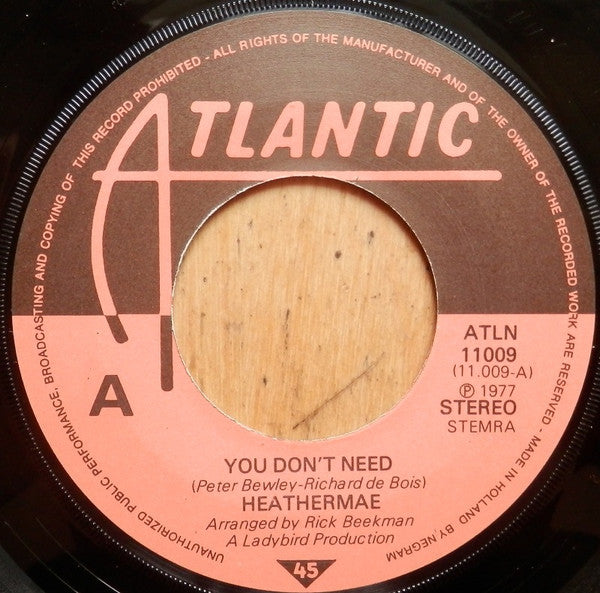 UNAUTHORIZED PUBLIC PERFORMANCE, BROADCASTING AND COPYING OF THIS RECORD PROHIBITED - ALL RIGHTS OF THE MANUFACTURER AND OF THE OWNER OF THE RECORDED WORK ARE RESERVED - MADE IN HOLLAND BY NEGRAM
ATLANTIC
A
ATLN
11009
(11.009-A)
Ⓟ 1977
STEREO
STEMRA
YOU DON'T NEED
(Peter Bewley-Richard de Bois)
HEATHERMAE
Arranged by Rick Beekman
A Ladybird Production
45